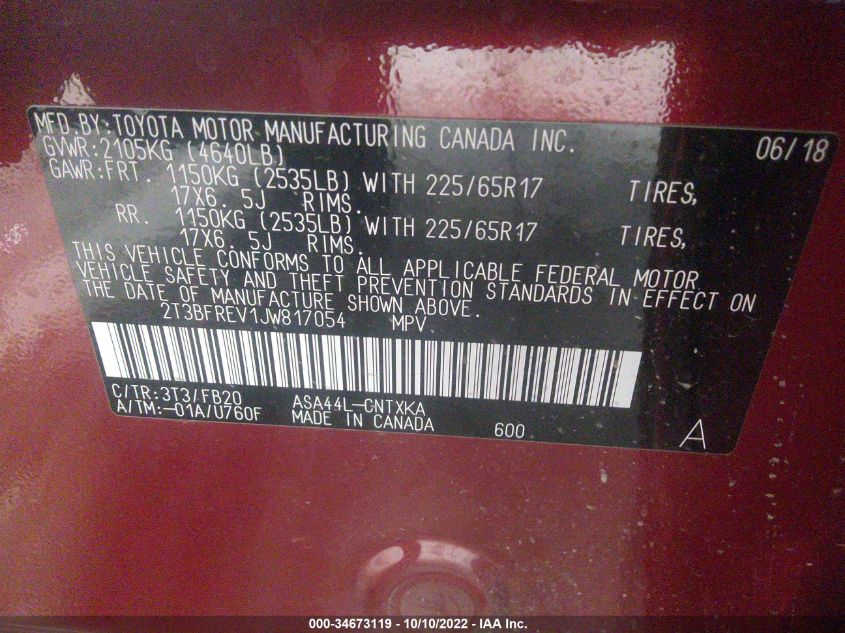 MFD.BY:TOYOTA MOTOR MANUFACTURING CANADA INC. 06/18
GVWR:2105KG (4640LB)
GAWR:FRT. 1150KG (2535LB) WITH 225/65R17 TIRES,
17X6. 5J RIMS.
RR. 1150KG (2535LB) WITH 225/65R17 TIRES,
17X6. 5J RIMS.
THIS VEHICLE CONFORMS TO ALL APPLICABLE FEDERAL MOTOR
VEHICLE SAFETY AND THEFT PREVENTION STANDARDS IN EFFECT ON
THE DATE OF MANUFACTURE SHOWN ABOVE.
2T3BFREV1JW817054 MPV
C/TR:3T3/FB20 ASA44L-CNTXKA
A/TM:-01A/U760F MADE IN CANADA 600 A
000-34673119 - 10/10/2022 - IAA Inc.